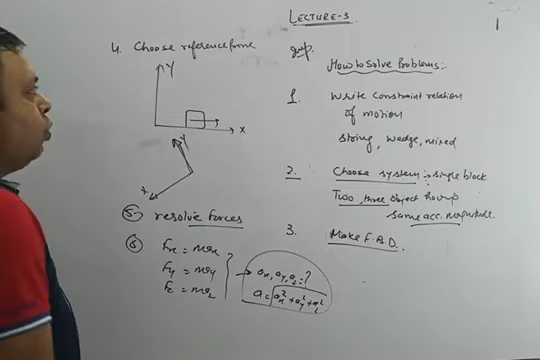 LECTURE-3
1
Imp.
How to solve Problems:
1. Write constraint relation
of motion
string, wedge, mixed
2. Choose system: single block
Two, three object having
same acc. magnitude.
3. Make F.B.D.
4. Choose reference frame
Y
X
Y
X
5. resolve forces
6 Fx = max
Fy = may
Fz = maz
ax, ay, az = ?
a = √ax²+ay²+az²